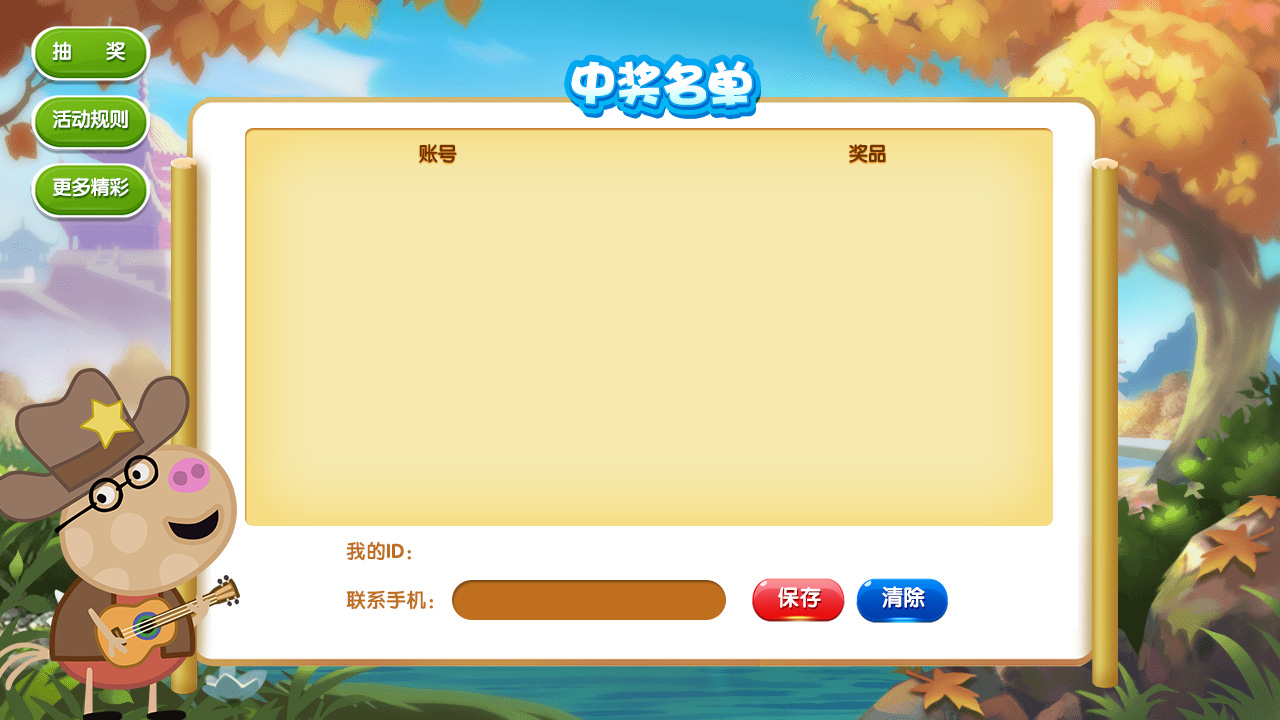 抽 奖
活动规则
更多精彩
中奖名单
账号 奖品
我的ID：
联系手机： 保存 清除